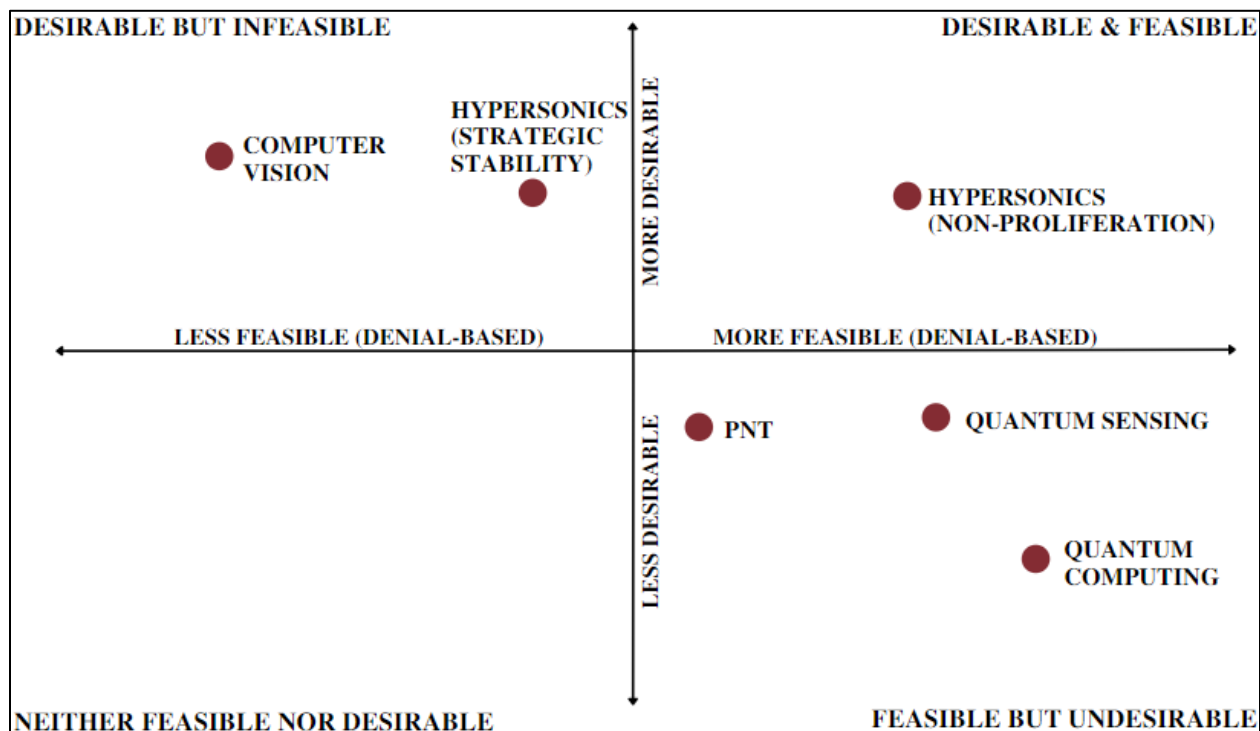 DESIRABLE BUT INFEASIBLE
DESIRABLE & FEASIBLE
MORE DESIRABLE
HYPERSONICS
(STRATEGIC
STABILITY)
COMPUTER
VISION
HYPERSONICS
(NON-PROLIFERATION)
LESS FEASIBLE (DENIAL-BASED)
MORE FEASIBLE (DENIAL-BASED)
LESS DESIRABLE
PNT
QUANTUM SENSING
QUANTUM
COMPUTING
NEITHER FEASIBLE NOR DESIRABLE
FEASIBLE BUT UNDESIRABLE